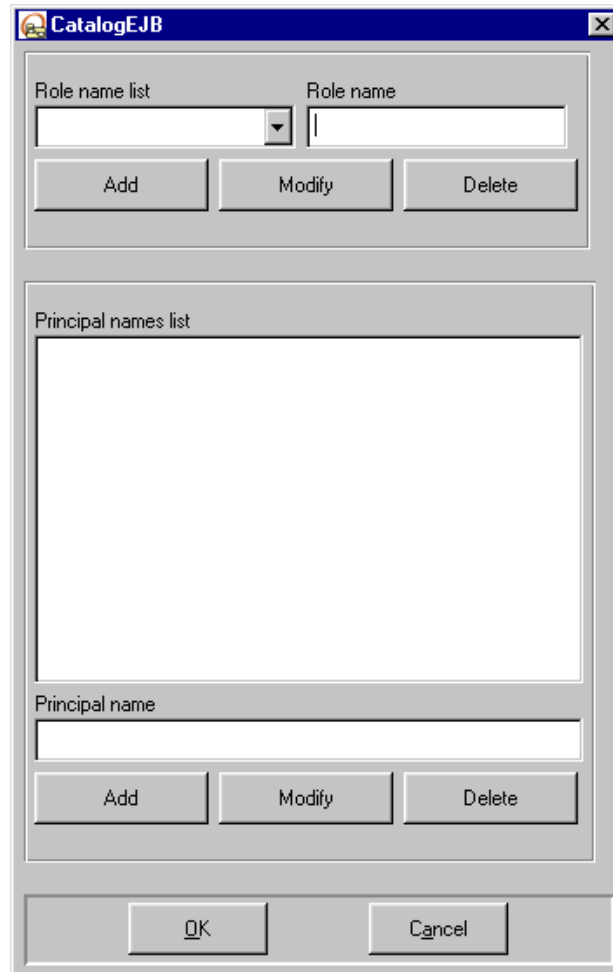 CatalogEJB
Role name list Role name
Add Modify Delete
Principal names list
Principal name
Add Modify Delete
OK Cancel